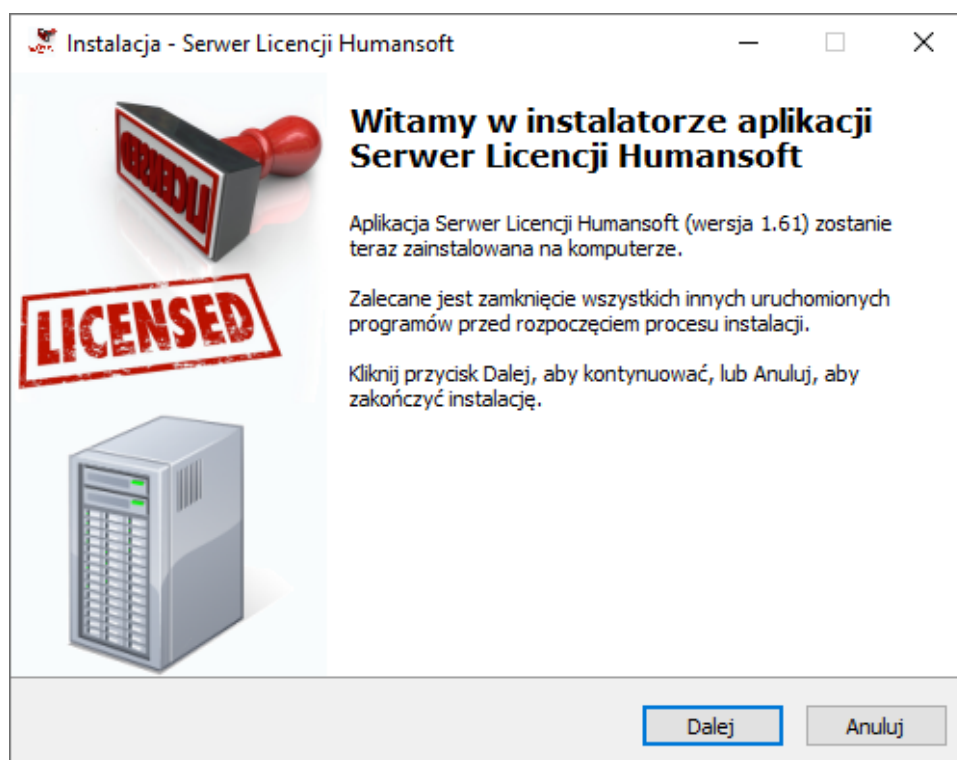 Instalacja - Serwer Licencji Humansoft
Witamy w instalatorze aplikacji
Serwer Licencji Humansoft
Aplikacja Serwer Licencji Humansoft (wersja 1.61) zostanie
teraz zainstalowana na komputerze.
Zalecane jest zamknięcie wszystkich innych uruchomionych
programów przed rozpoczęciem procesu instalacji.
Kliknij przycisk Dalej, aby kontynuować, lub Anuluj, aby
zakończyć instalację.
LICENSED
LICENSED
Dalej
Anuluj